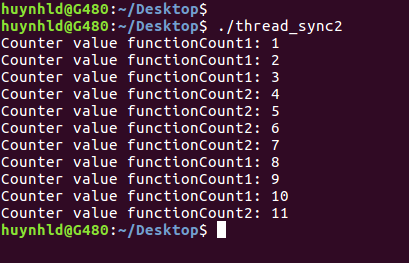 huynhld@G480:~/Desktop$
huynhld@G480:~/Desktop$ ./thread_sync2
Counter value functionCount1: 1
Counter value functionCount1: 2
Counter value functionCount1: 3
Counter value functionCount2: 4
Counter value functionCount2: 5
Counter value functionCount2: 6
Counter value functionCount2: 7
Counter value functionCount1: 8
Counter value functionCount1: 9
Counter value functionCount1: 10
Counter value functionCount2: 11
huynhld@G480:~/Desktop$